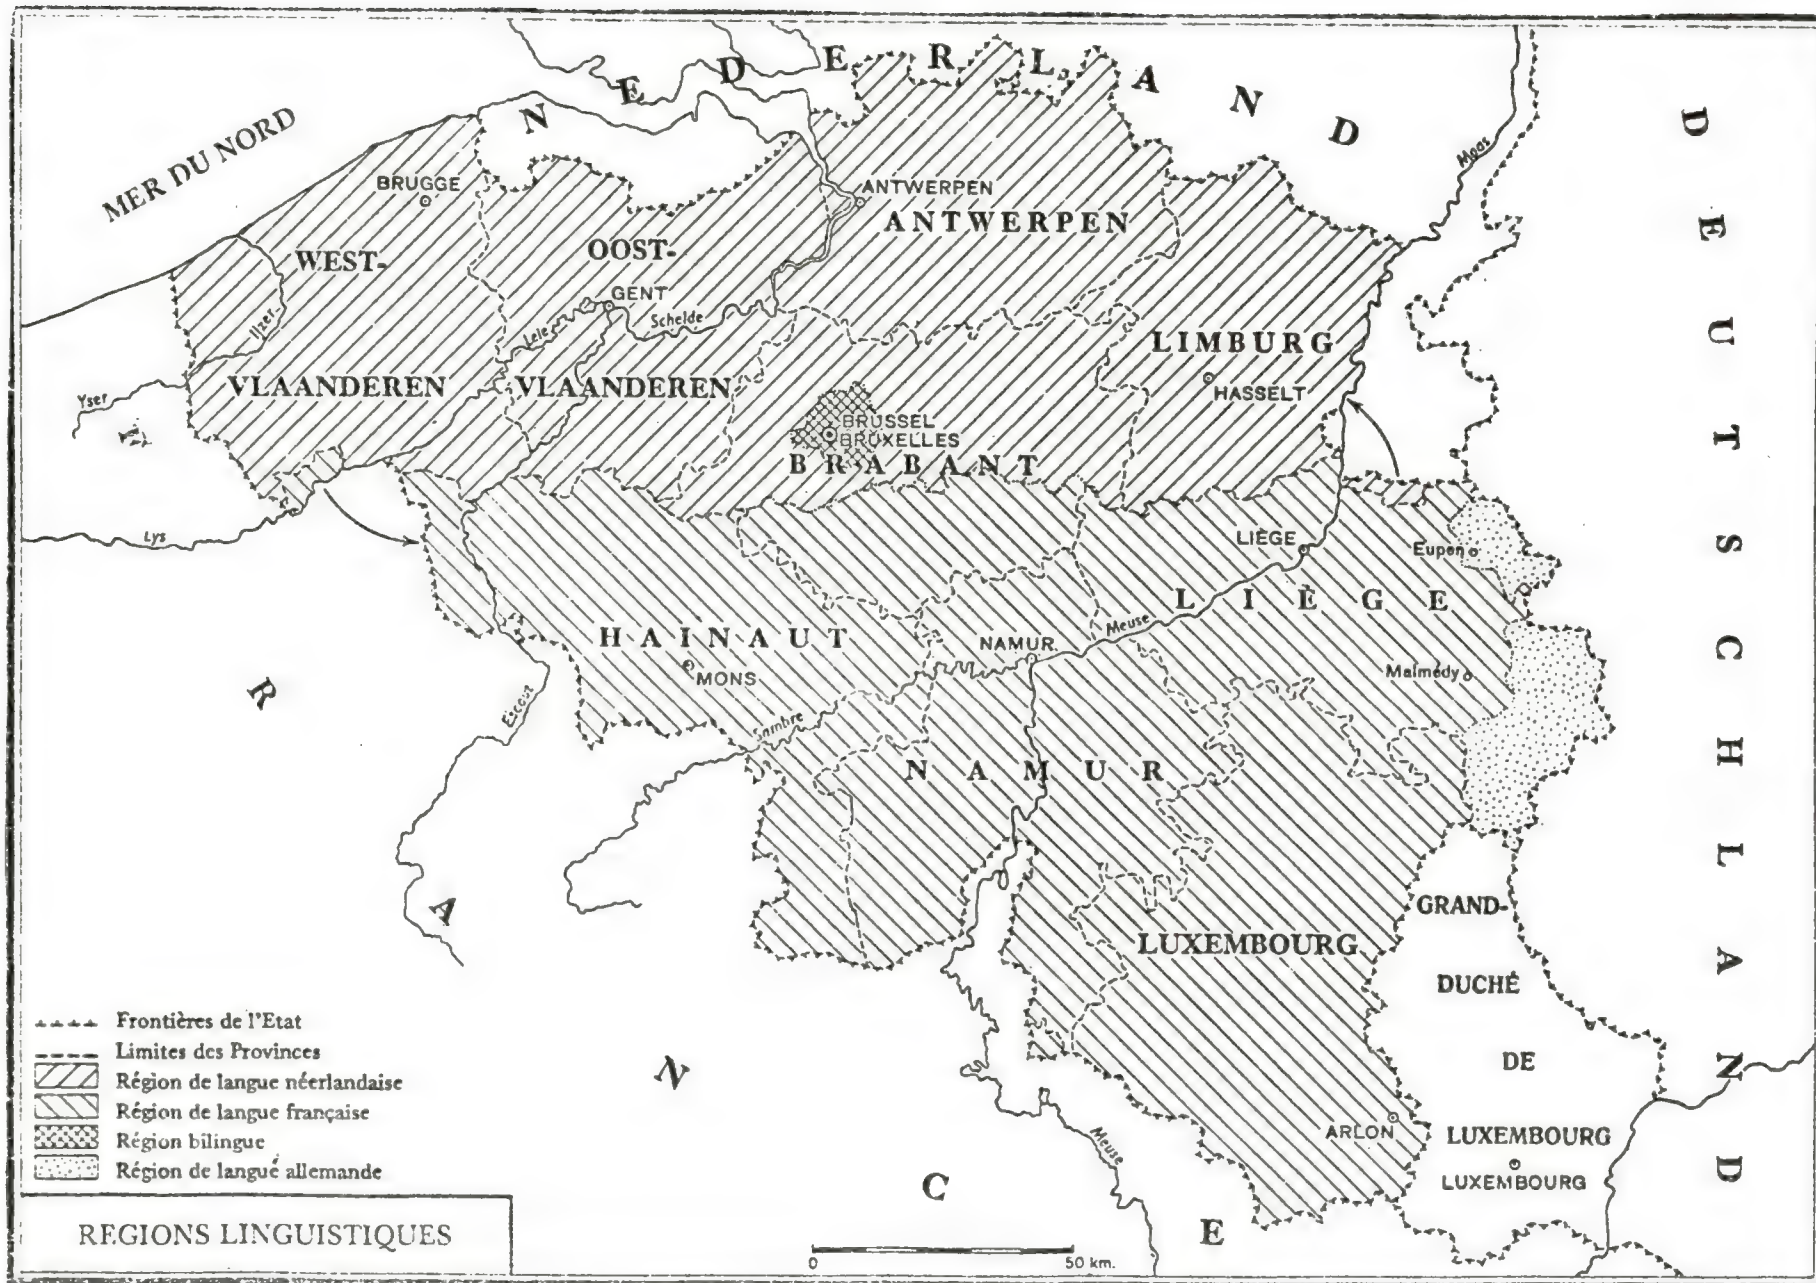 NEDERLAND
MER DU NORD
DEUTSCHLAND
FRANCE
Maas
BRUGGE
ANTWERPEN
ANTWERPEN
WEST-
OOST-
GENT
IJzer
Leie
Schelde
LIMBURG
HASSELT
VLAANDEREN
VLAANDEREN
Yser
BRUSSEL
BRUXELLES
BRABANT
Lys
LIÈGE
Eupen
LIÈGE
Meuse
HAINAUT
MONS
NAMUR
Malmédy
Escaut
Sambre
NAMUR
GRAND-
DUCHÉ
DE
LUXEMBOURG
LUXEMBOURG
LUXEMBOURG
ARLON
Meuse
Frontières de l'Etat
Limites des Provinces
Région de langue néerlandaise
Région de langue française
Région bilingue
Région de langue allemande
REGIONS LINGUISTIQUES
0 50 km.